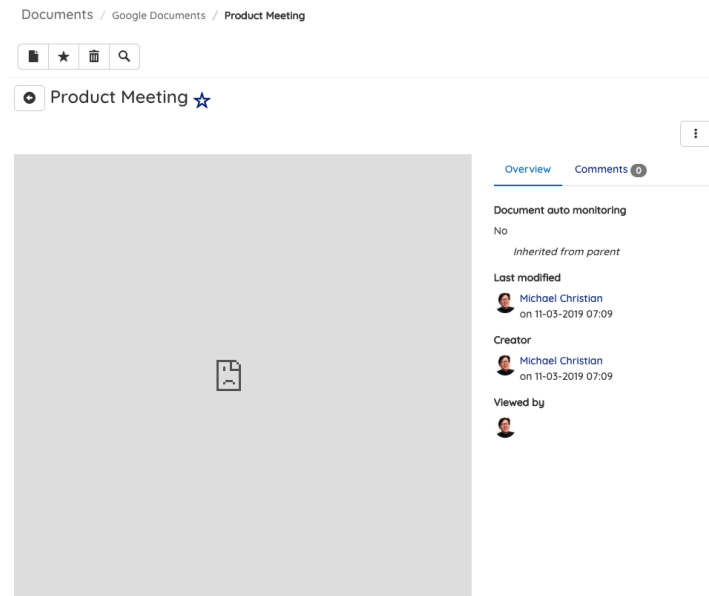 Documents / Google Documents / Product Meeting
Product Meeting
Overview Comments 0
Document auto monitoring
No
Inherited from parent
Last modified
Michael Christian
on 11-03-2019 07:09
Creator
Michael Christian
on 11-03-2019 07:09
Viewed by